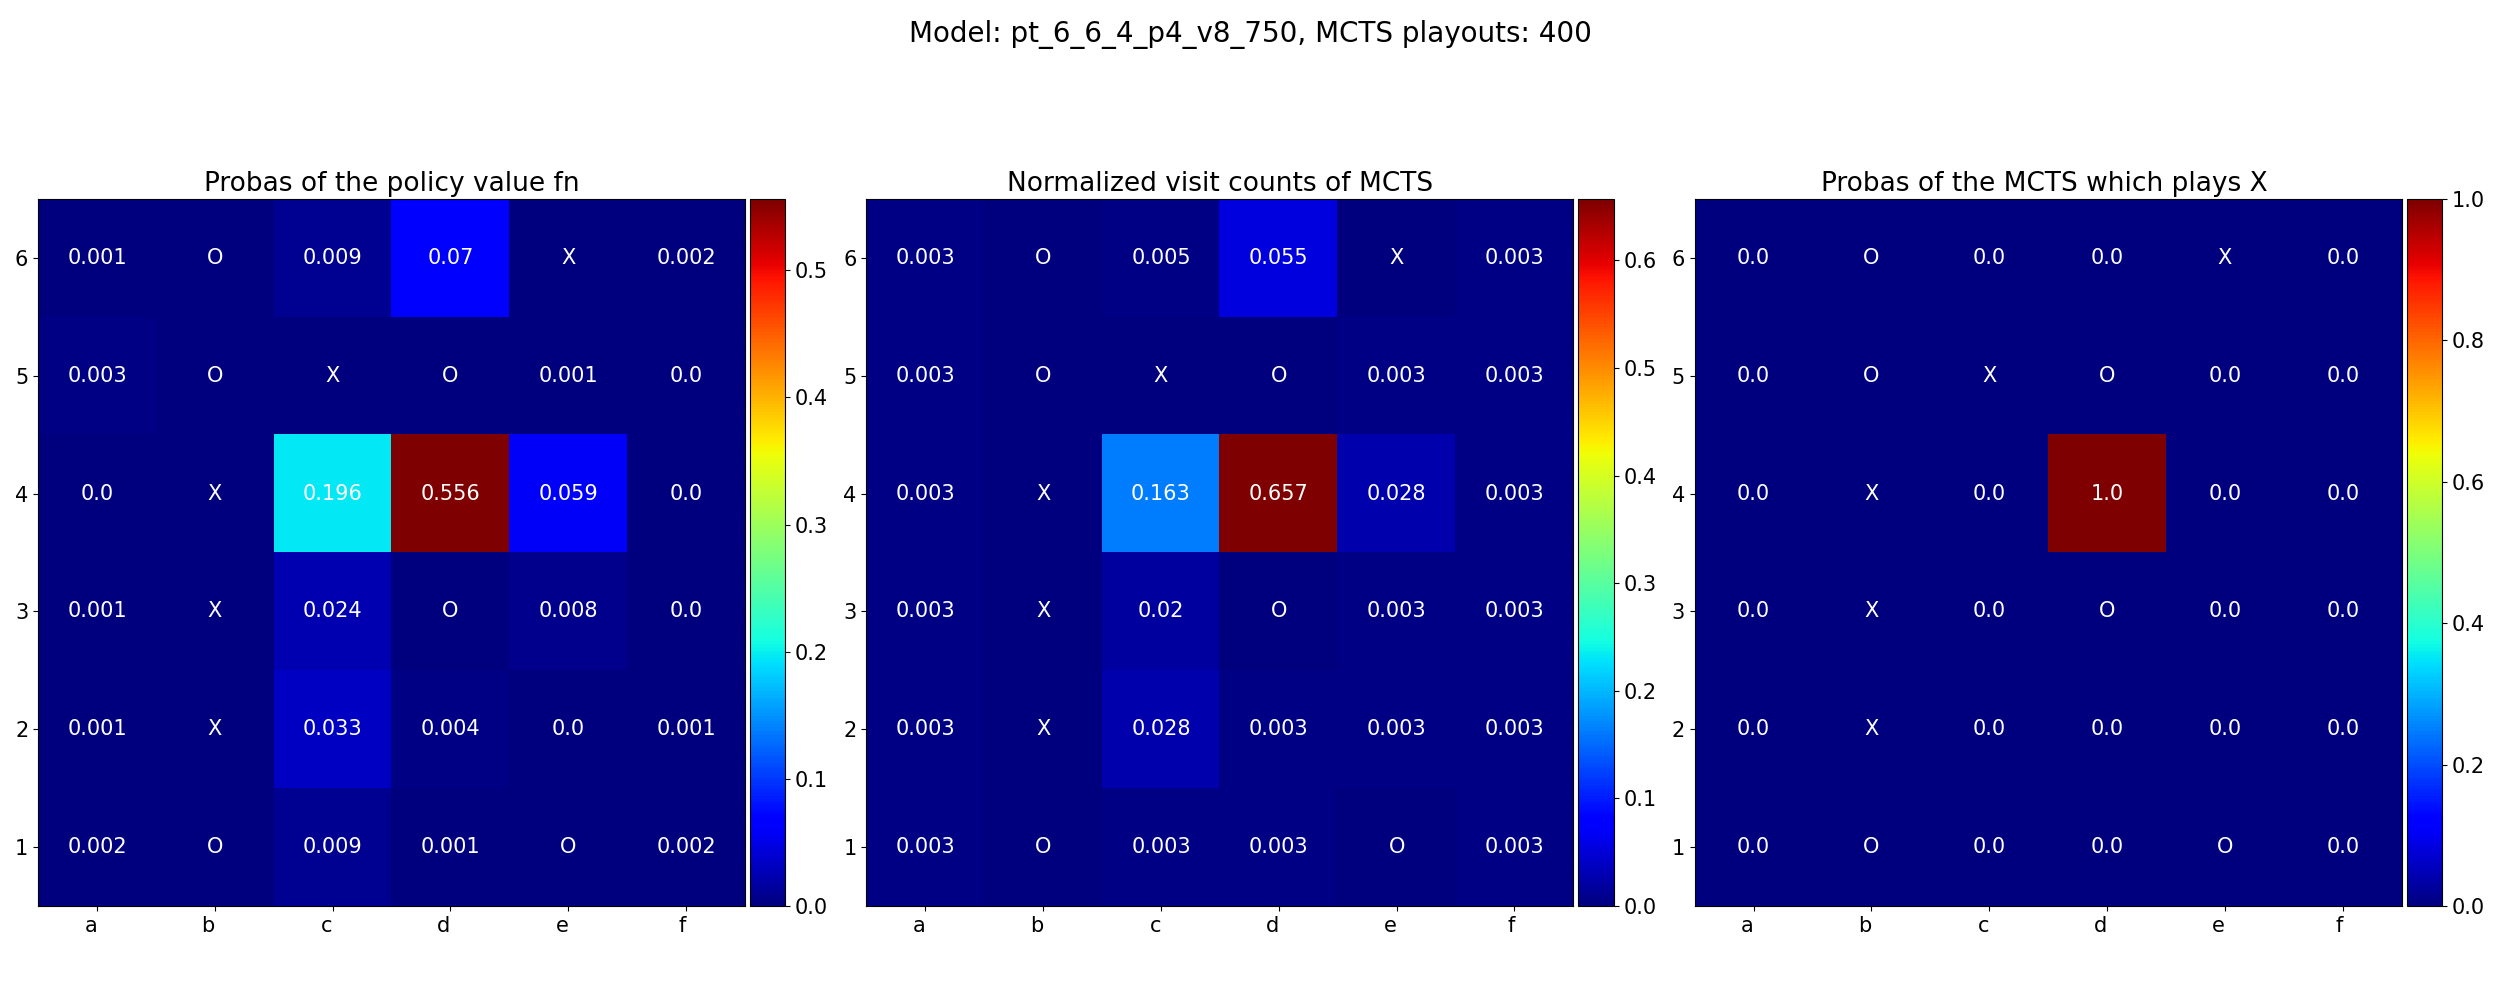 Model: pt_6_6_4_p4_v8_750, MCTS playouts: 400
Probas of the policy value fn
6 0.001 O 0.009 0.07 X 0.002
5 0.003 O X O 0.001 0.0
4 0.0 X 0.196 0.556 0.059 0.0
3 0.001 X 0.024 O 0.008 0.0
2 0.001 X 0.033 0.004 0.0 0.001
1 0.002 O 0.009 0.001 O 0.002
a b c d e f
0.5
0.4
0.3
0.2
0.1
0.0
Normalized visit counts of MCTS
6 0.003 O 0.005 0.055 X 0.003
5 0.003 O X O 0.003 0.003
4 0.003 X 0.163 0.657 0.028 0.003
3 0.003 X 0.02 O 0.003 0.003
2 0.003 X 0.028 0.003 0.003 0.003
1 0.003 O 0.003 0.003 O 0.003
a b c d e f
0.6
0.5
0.4
0.3
0.2
0.1
0.0
Probas of the MCTS which plays X
6 0.0 O 0.0 0.0 X 0.0
5 0.0 O X O 0.0 0.0
4 0.0 X 0.0 1.0 0.0 0.0
3 0.0 X 0.0 O 0.0 0.0
2 0.0 X 0.0 0.0 0.0 0.0
1 0.0 O 0.0 0.0 O 0.0
a b c d e f
1.0
0.8
0.6
0.4
0.2
0.0